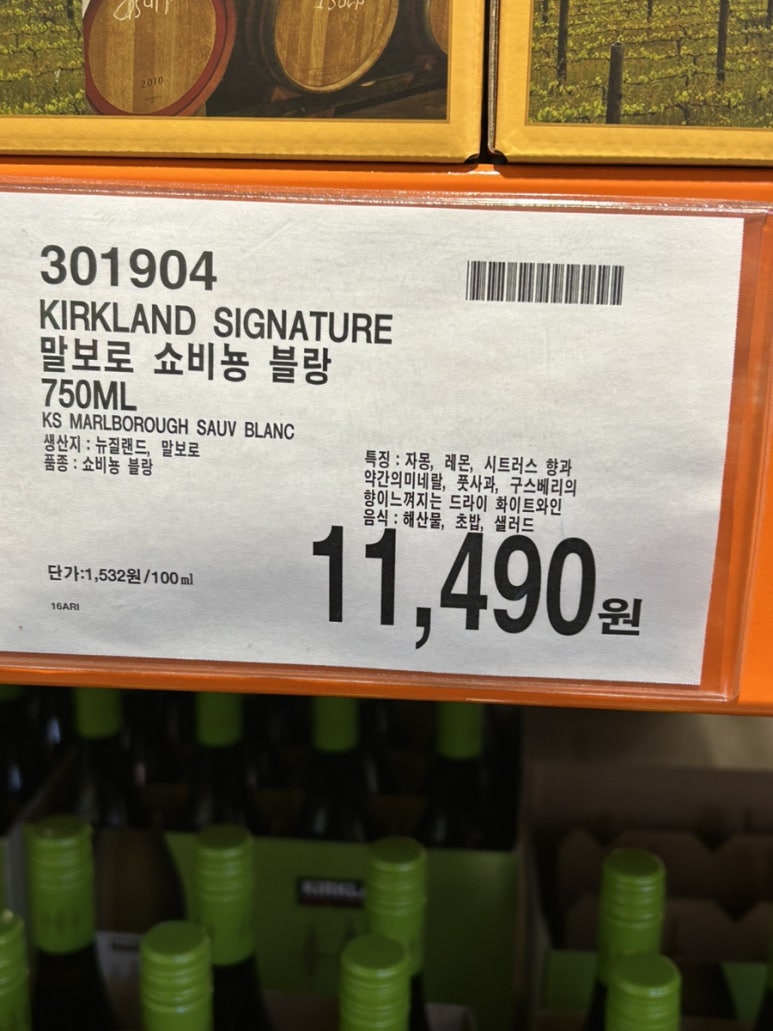 2010
301904
KIRKLAND SIGNATURE
말보로 쇼비뇽 블랑
750ML
KS MARLBOROUGH SAUV BLANC
생산지 : 뉴질랜드, 말보로
품종 : 쇼비뇽 블랑
특징 : 자몽, 레몬, 시트러스 향과
약간의미네랄, 풋사과, 구스베리의
향이느껴지는 드라이 화이트와인
음식 : 해산물, 초밥, 샐러드
11,490원
단가:1,532원/100㎖
16ARI
KIRKL